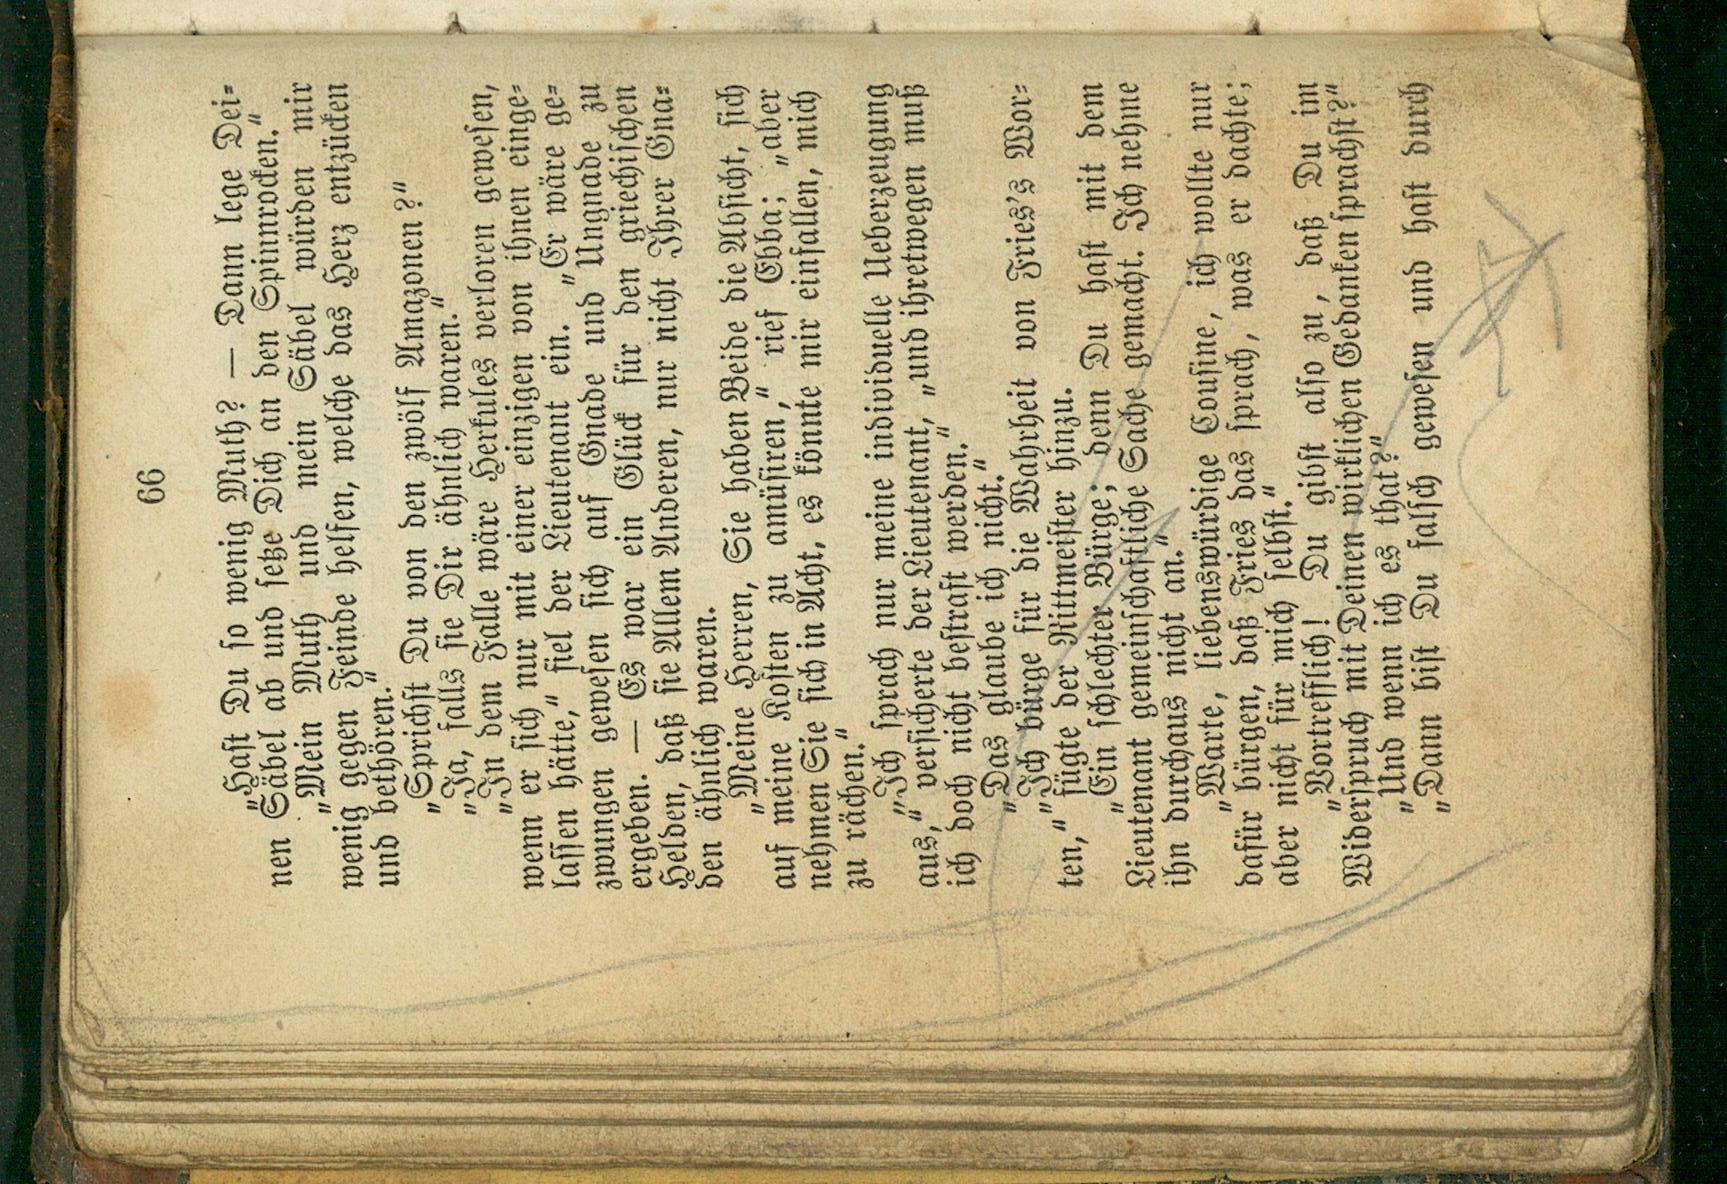 66
„Hast Du so wenig Muth? — Dann lege Dei⸗
nen Säbel ab und setze Dich an den Spinnrocken.“
„Mein Muth und mein Säbel würden mir
wenig gegen Feinde helfen, welche das Herz entzücken
und bethören.“
„Sprichst Du von den zwölf Amazonen?“
„Ja, falls sie Dir ähnlich waren.“
„In dem Falle wäre Herkules verloren gewesen,
wenn er sich nur mit einer einzigen von ihnen einge⸗
lassen hätte,“ fiel der Lieutenant ein. „Er wäre ge⸗
zwungen gewesen sich auf Gnade und Ungnade zu
ergeben. — Es war ein Glück für den griechischen
Helden, daß sie Allem Anderen, nur nicht Ihrer Gna⸗
den ähnlich waren.
„Meine Herren, Sie haben Beide die Absicht, sich
auf meine Kosten zu amüsiren,“ rief Ebba; „aber
nehmen Sie sich in Acht, es könnte mir einfallen, mich
zu rächen.“
„Ich sprach nur meine individuelle Ueberzeugung
aus,“ versicherte der Lieutenant, „und ihretwegen muß
ich doch nicht bestraft werden.“
„Das glaube ich nicht.“
„Ich bürge für die Wahrheit von Fries's Wor⸗
ten,“ fügte der Rittmeister hinzu.
„Ein schlechter Bürge; denn Du hast mit dem
Lieutenant gemeinschaftliche Sache gemacht. Ich nehme
ihn durchaus nicht an.“
„Warte, liebenswürdige Cousine, ich wollte nur
dafür bürgen, daß Fries das sprach, was er dachte;
aber nicht für mich selbst.“
„Vortrefflich! Du gibst also zu, daß Du im
Widerspruch mit Deinen wirklichen Gedanken sprachst?“
„Und wenn ich es that?“
„Dann bist Du falsch gewesen und hast durch